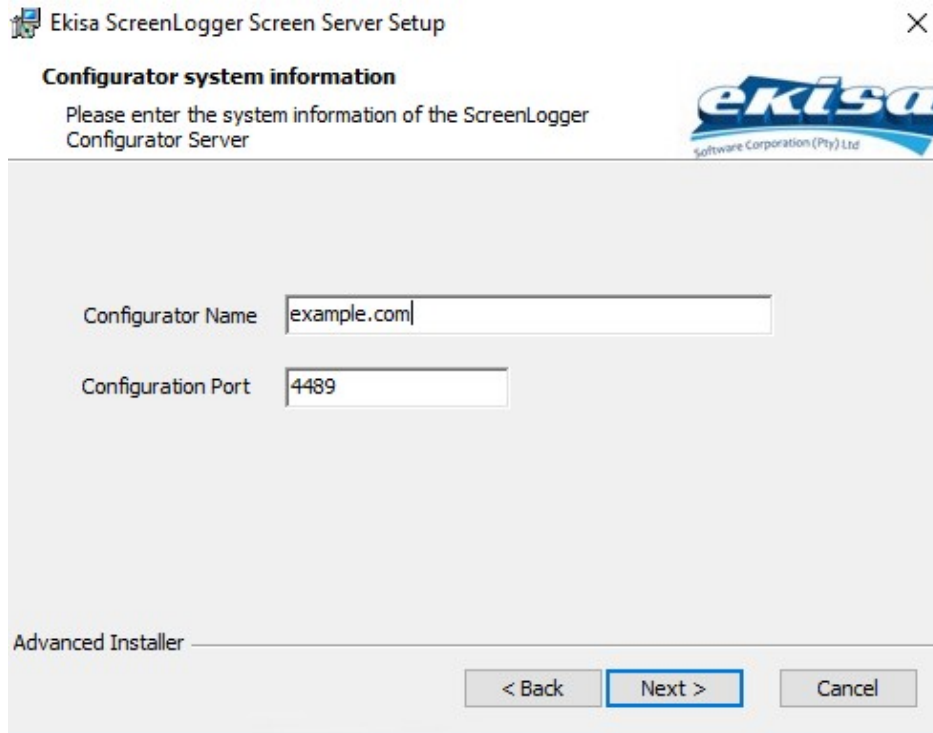 Ekisa ScreenLogger Screen Server Setup
Configurator system information
Please enter the system information of the ScreenLogger
Configurator Server
ekisa
Software Corporation (Pty) Ltd
Configurator Name
example.com
Configuration Port
4489
Advanced Installer
< Back
Next >
Cancel